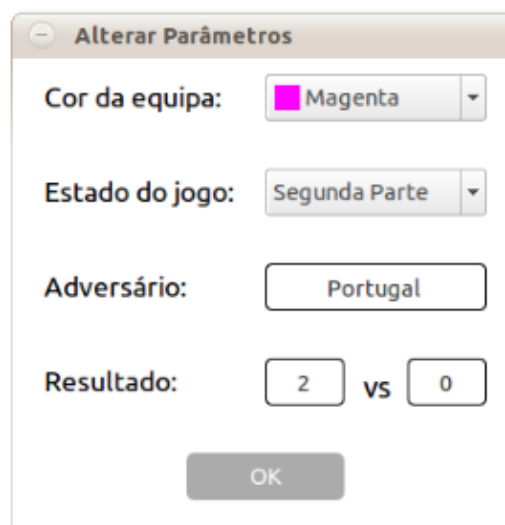 Alterar Parâmetros
Cor da equipa: Magenta
Estado do jogo: Segunda Parte
Adversário: Portugal
Resultado: 2 vs 0
OK